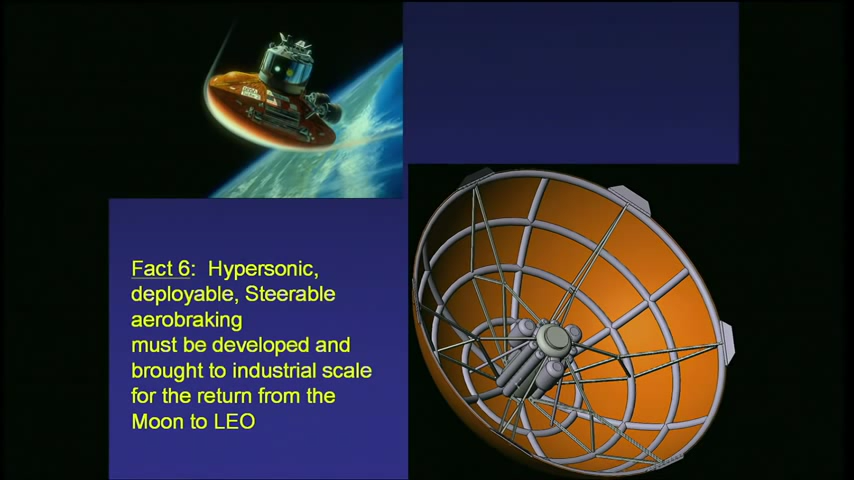 Fact 6:  Hypersonic,
deployable, Steerable
aerobraking
must be developed and
brought to industrial scale
for the return from the
Moon to LEO